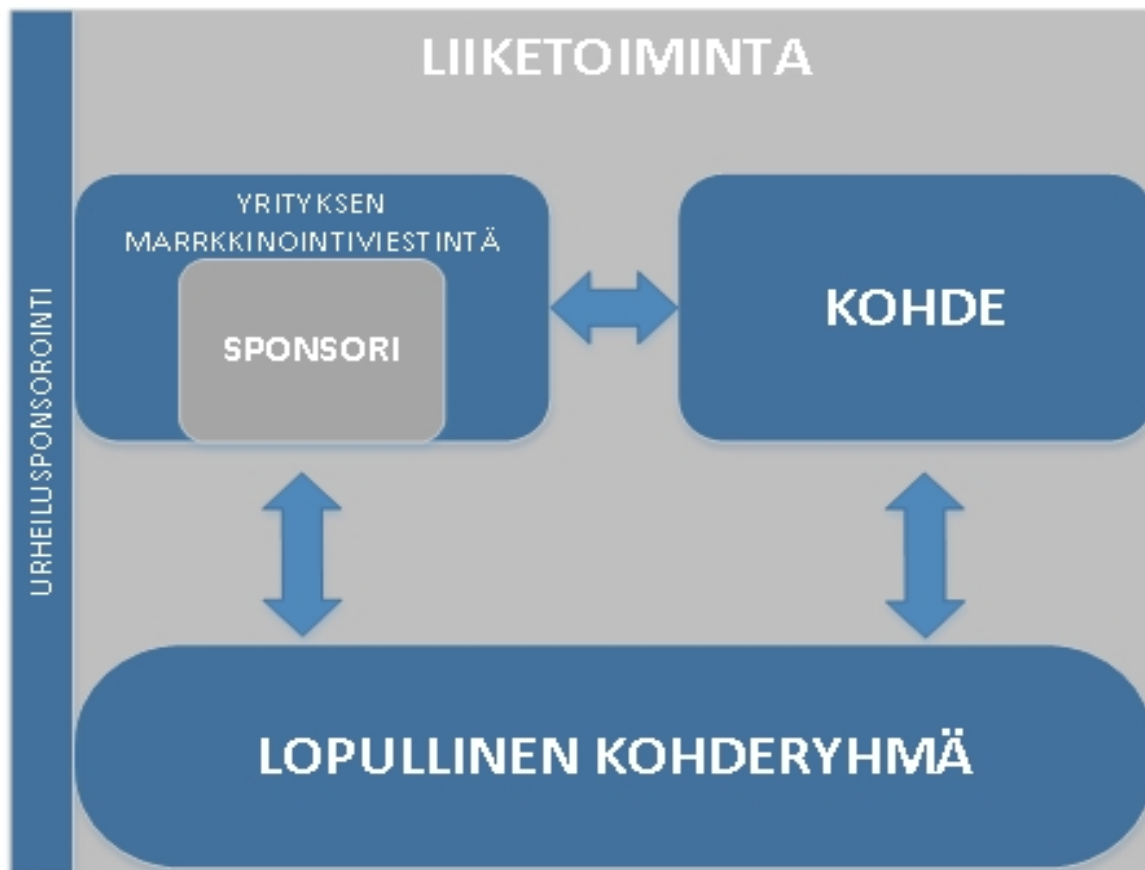 LIIKETOIMINTA
YRITYKSEN
MARRKKINOINTIVIESTINTÄ
SPONSORI
KOHDE
URHEILUSPONSOROINTI
LOPULLINEN KOHDERYHMÄ